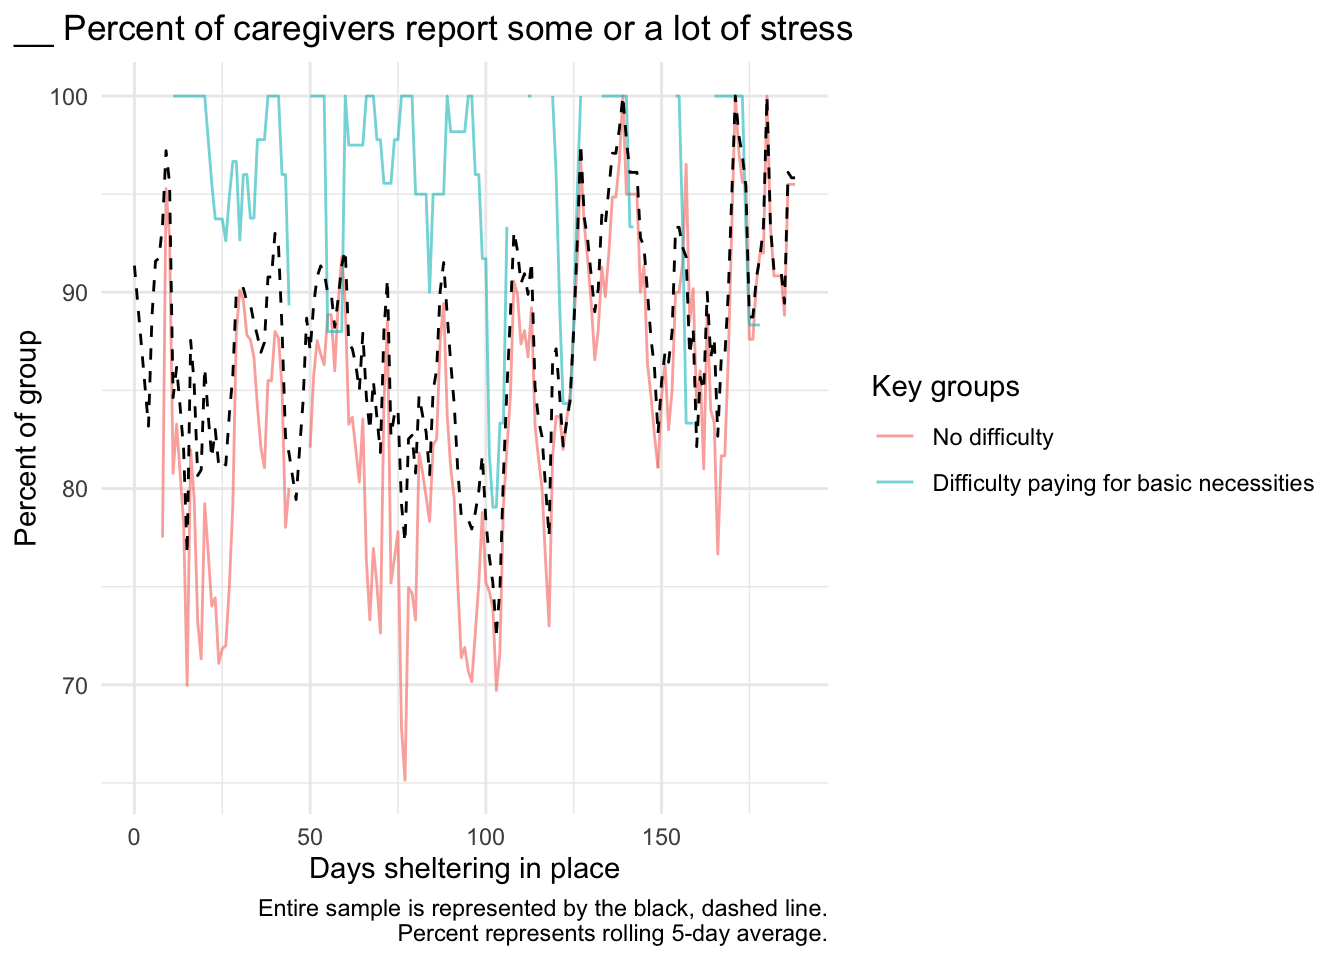 __ Percent of caregivers report some or a lot of stress
100
90
80
70
Percent of group
0 50 100 150
Days sheltering in place
Key groups
No difficulty
Difficulty paying for basic necessities
Entire sample is represented by the black, dashed line.
Percent represents rolling 5-day average.